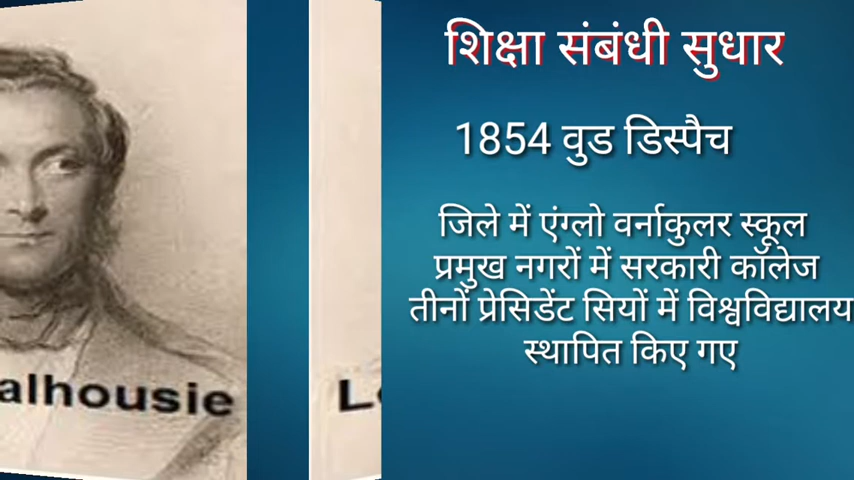 शिक्षा संबंधी सुधार
1854 वुड डिस्पैच
जिले में एंग्लो वर्नाकुलर स्कूल
प्रमुख नगरों में सरकारी कॉलेज
तीनों प्रेसिडेंट सियों में विश्वविद्यालय
स्थापित किए गए
alhousie
L